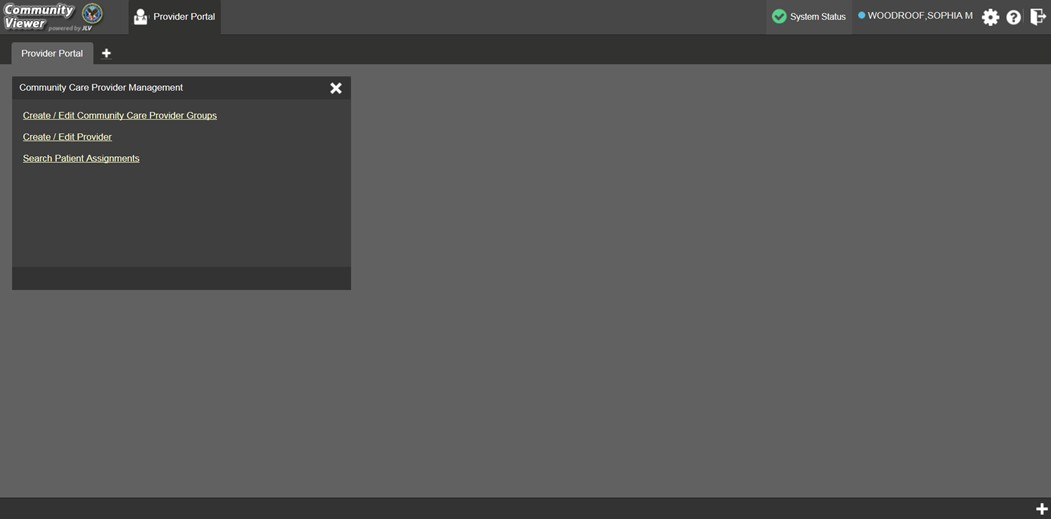 Community
Viewer powered by JLV
Provider Portal
System Status
WOODROOF,SOPHIA M
Provider Portal
Community Care Provider Management
Create / Edit Community Care Provider Groups
Create / Edit Provider
Search Patient Assignments